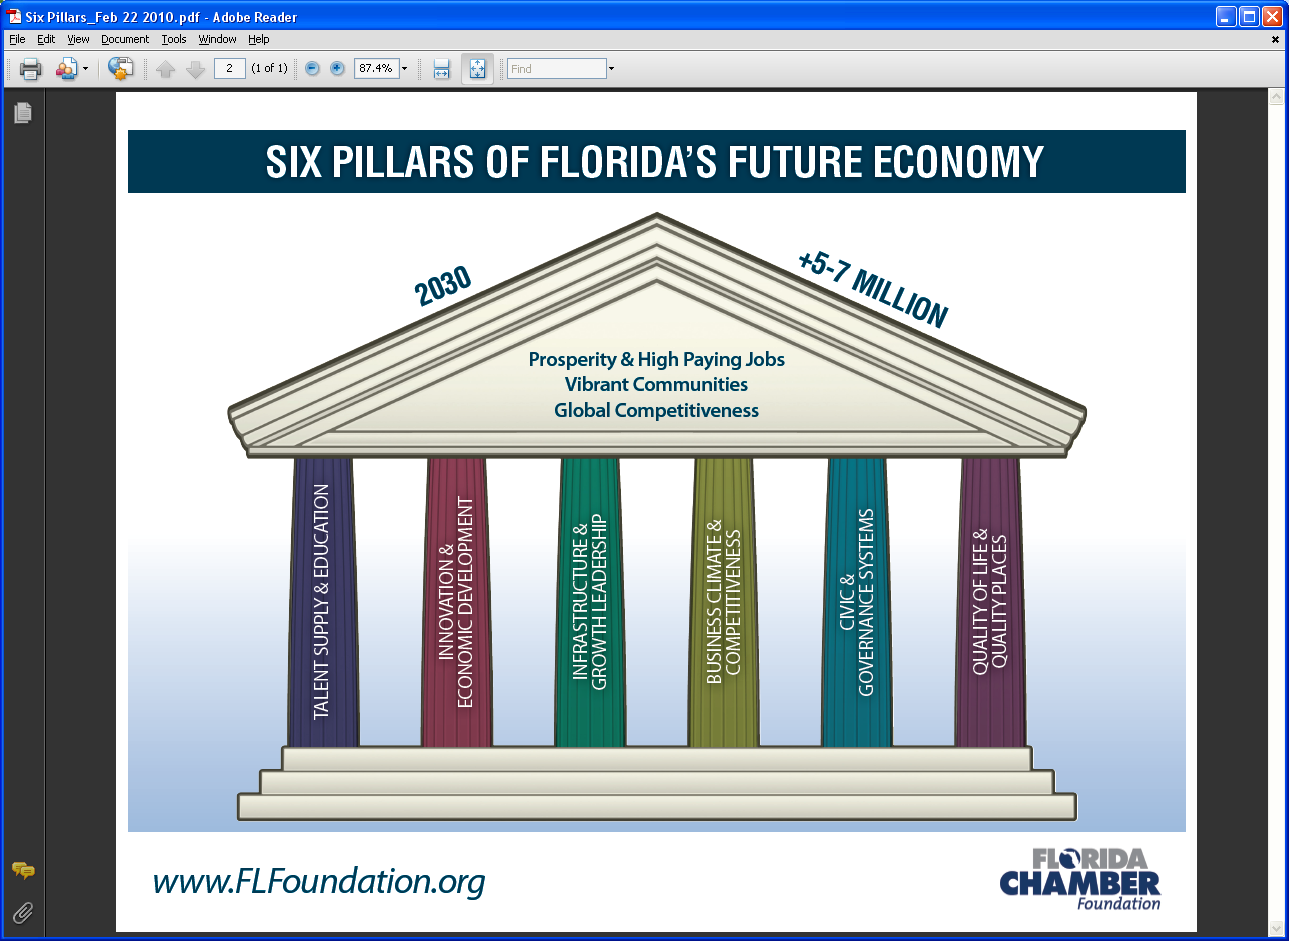 Six Pillars_Feb 22 2010.pdf - Adobe Reader
File Edit View Document Tools Window Help
2 (1 of 1) 87.4% Find
SIX PILLARS OF FLORIDA'S FUTURE ECONOMY
2030
+5-7 MILLION
Prosperity & High Paying Jobs
Vibrant Communities
Global Competitiveness
TALENT SUPPLY & EDUCATION
INNOVATION &
ECONOMIC DEVELOPMENT
INFRASTRUCTURE &
GROWTH LEADERSHIP
BUSINESS CLIMATE &
COMPETITIVENESS
CIVIC &
GOVERNANCE SYSTEMS
QUALITY OF LIFE &
QUALITY PLACES
www.FLFoundation.org
FLORIDA
CHAMBER
Foundation